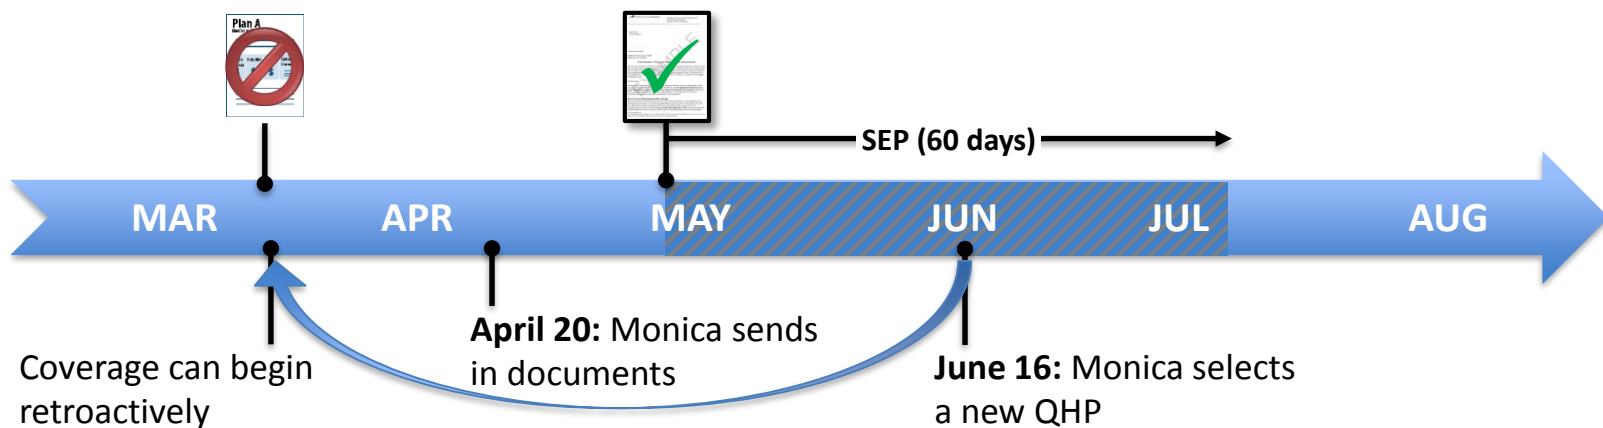 Plan A
SEP (60 days)
MAR APR MAY JUN JUL AUG
April 20: Monica sends
in documents
Coverage can begin
retroactively
June 16: Monica selects
a new QHP